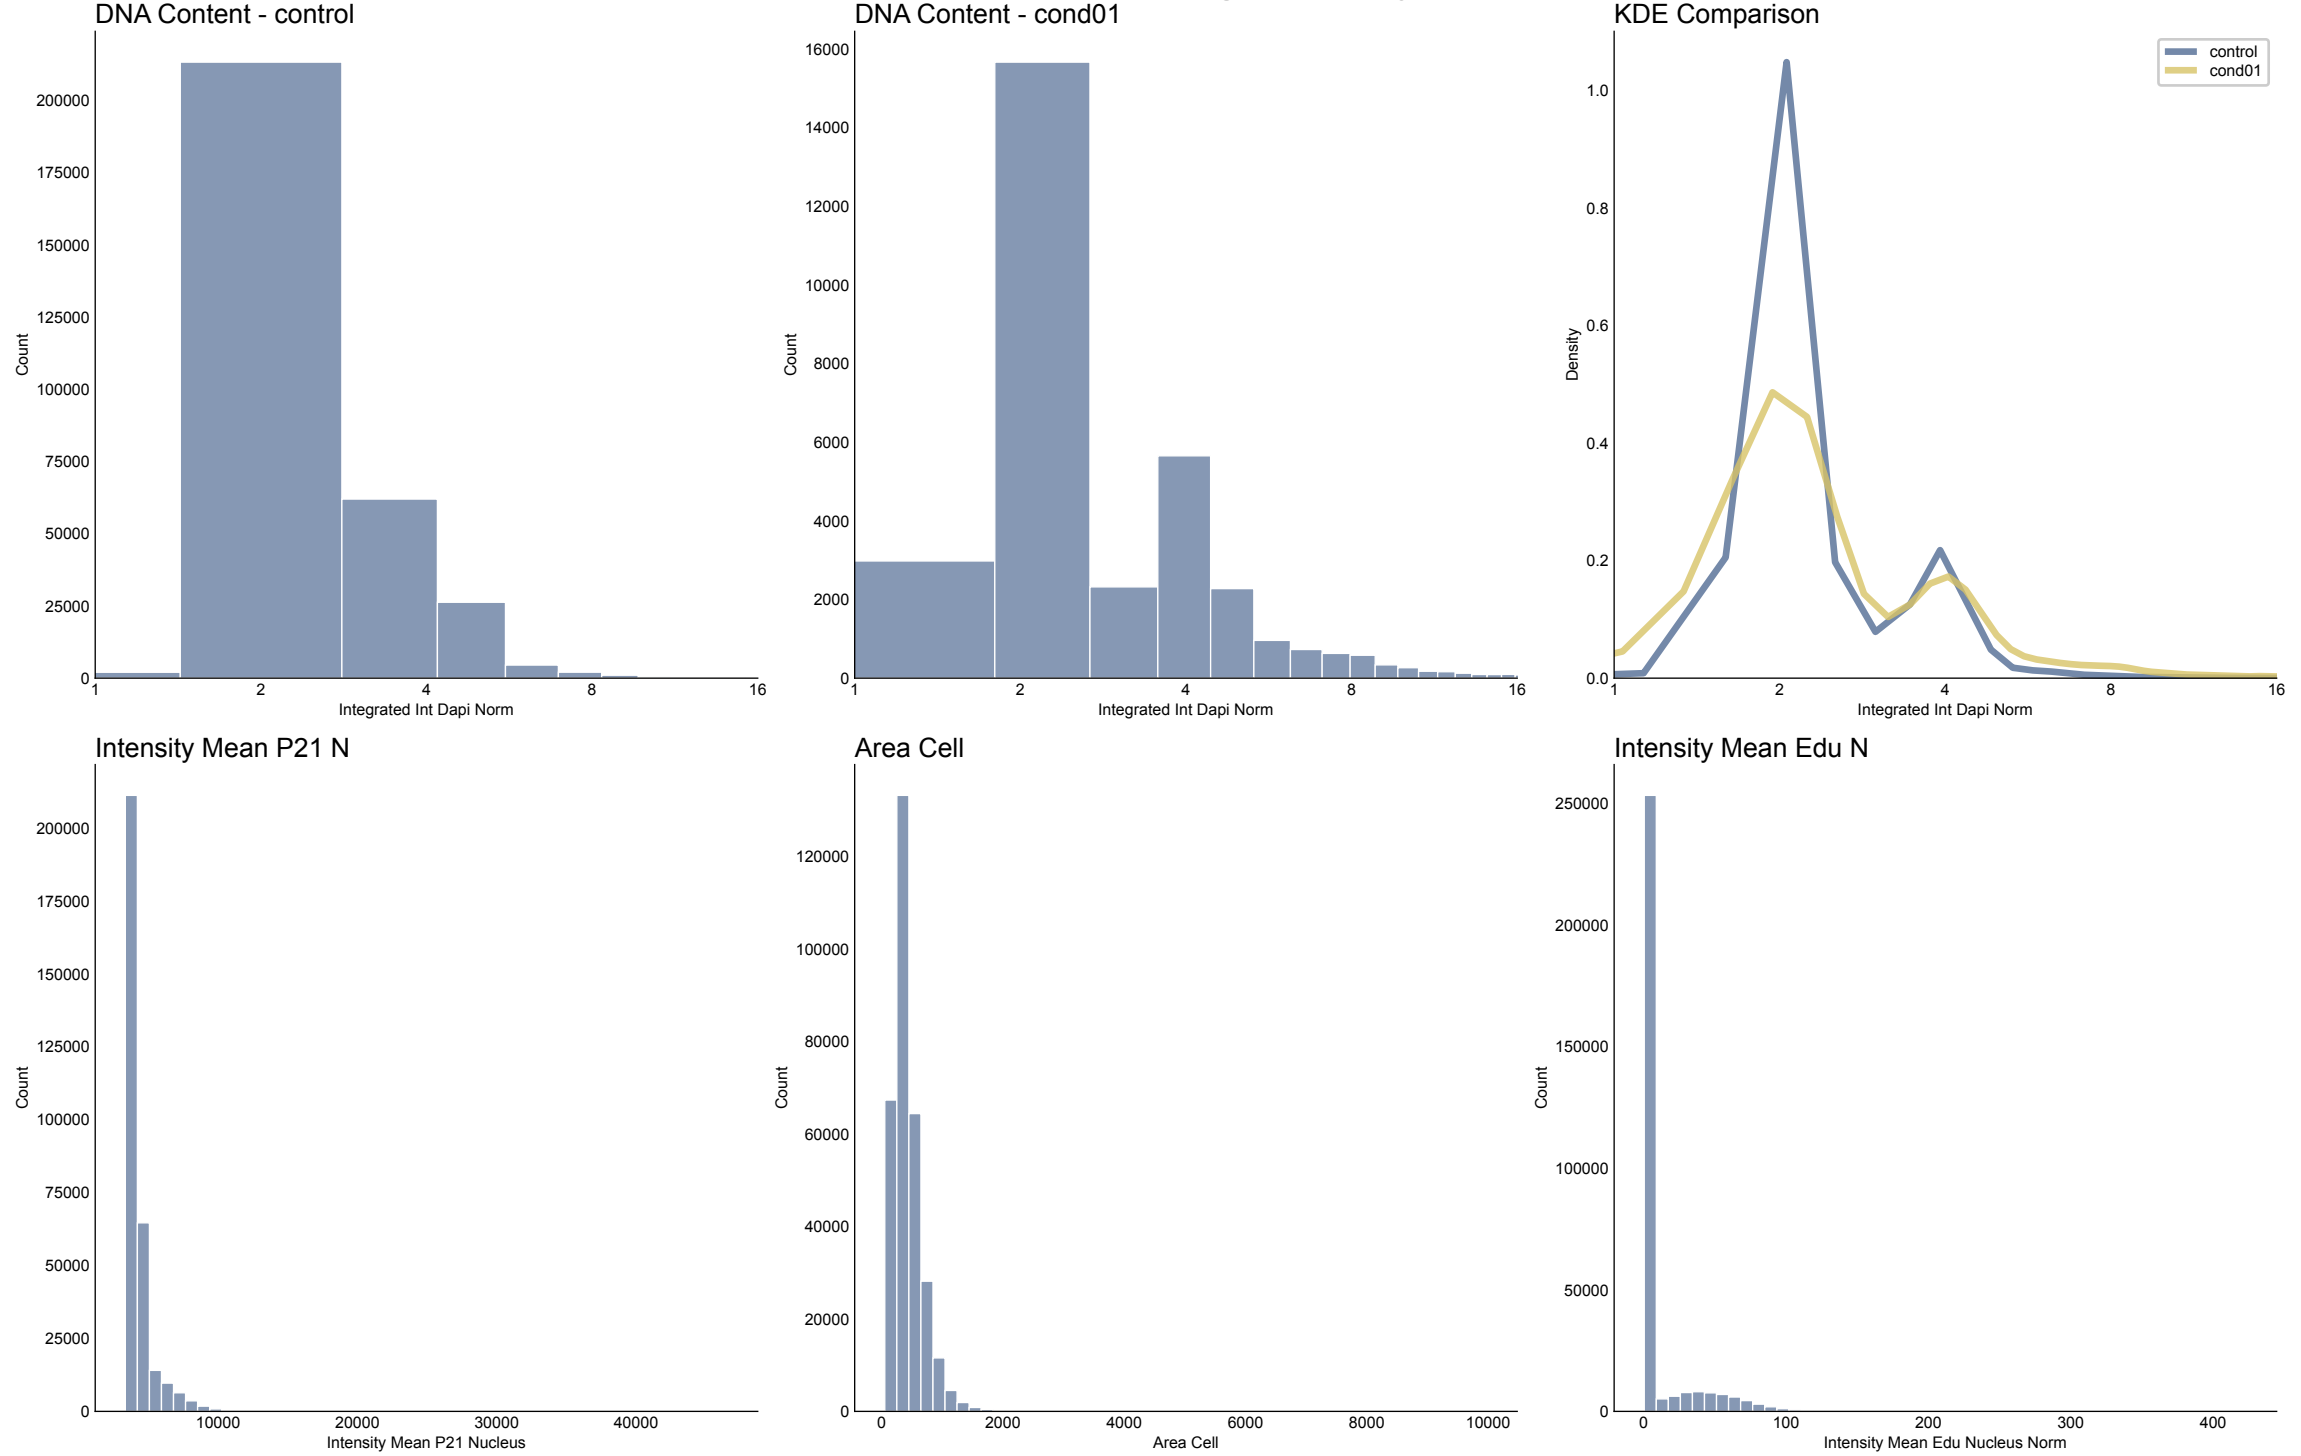 DNA Content - control
DNA Content - cond01
KDE Comparison
Count
200000
175000
150000
125000
100000
75000
50000
25000
0
1 2 4 8 16
Integrated Int Dapi Norm
Count
16000
14000
12000
10000
8000
6000
4000
2000
0
1 2 4 8 16
Integrated Int Dapi Norm
Density
1.0
0.8
0.6
0.4
0.2
0.0
1 2 4 8 16
Integrated Int Dapi Norm
control
cond01
Intensity Mean P21 N
Area Cell
Intensity Mean Edu N
Count
200000
175000
150000
125000
100000
75000
50000
25000
0
10000 20000 30000 40000
Intensity Mean P21 Nucleus
Count
120000
100000
80000
60000
40000
20000
0
0 2000 4000 6000 8000 10000
Area Cell
Count
250000
200000
150000
100000
50000
0
0 100 200 300 400
Intensity Mean Edu Nucleus Norm